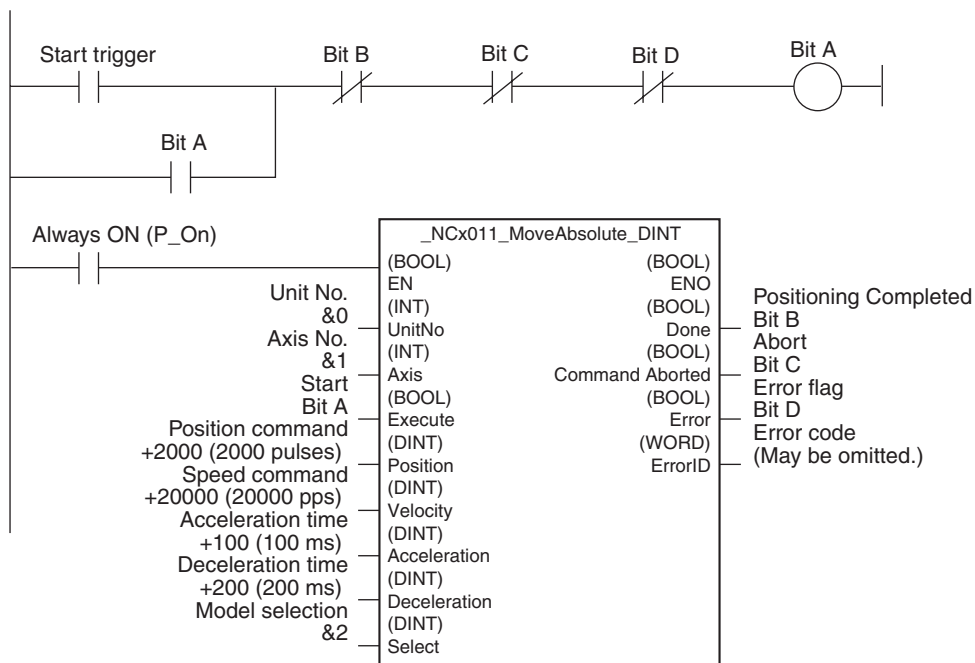 Start trigger
Bit B
Bit C
Bit D
Bit A
Bit A
Always ON (P_On)
_NCx011_MoveAbsolute_DINT
(BOOL)
EN
(BOOL)
ENO
Unit No.
&0
(INT)
UnitNo
(BOOL)
Done
Positioning Completed
Bit B
Axis No.
&1
(INT)
Axis
(BOOL)
Command Aborted
Abort
Bit C
Start
Bit A
(BOOL)
Execute
(BOOL)
Error
Error flag
Bit D
Position command
+2000 (2000 pulses)
(DINT)
Position
(WORD)
ErrorID
Error code
(May be omitted.)
Speed command
+20000 (20000 pps)
(DINT)
Velocity
Acceleration time
+100 (100 ms)
(DINT)
Acceleration
Deceleration time
+200 (200 ms)
(DINT)
Deceleration
Model selection
&2
(DINT)
Select